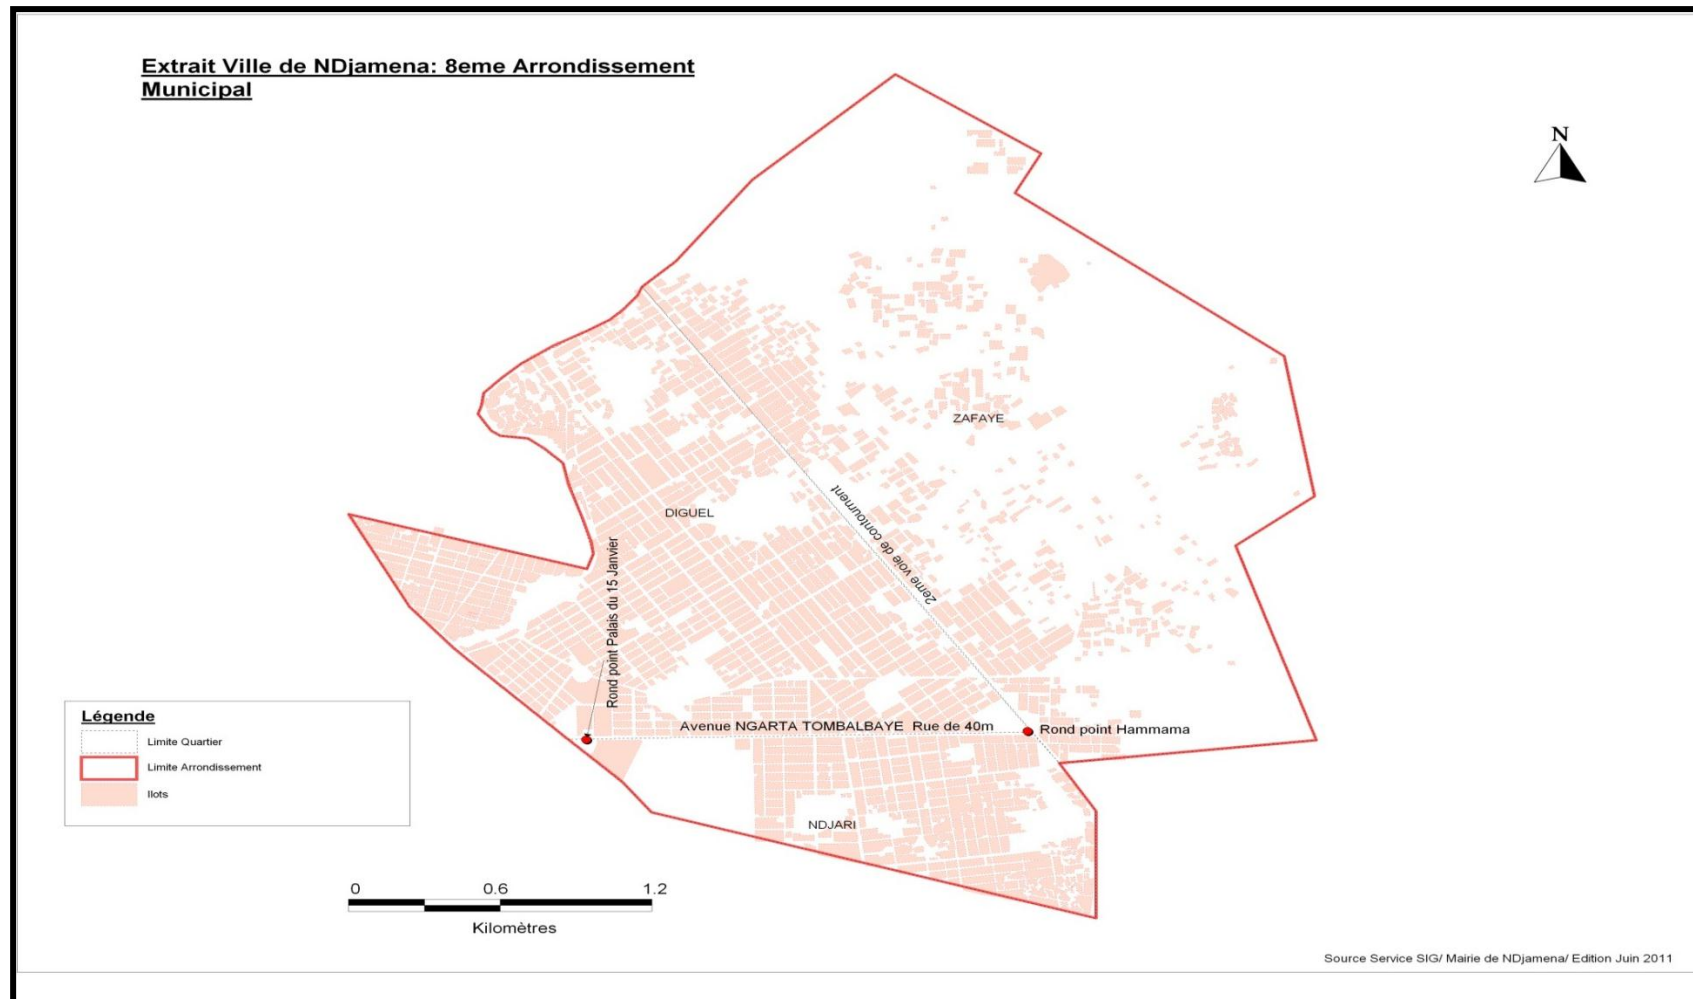 Extrait Ville de NDjamena: 8eme Arrondissement
Municipal
N
ZAFAYE
DIGUEL
2eme voie de contournment
Rond point Palais du 15 Janvier
Avenue NGARTA TOMBALBAYE Rue de 40m
Rond point Hammama
NDJARI
Légende
Limite Quartier
Limite Arrondissement
Ilots
0 0.6 1.2
Kilomètres
Source Service SIG/ Mairie de NDjamena/ Edition Juin 2011